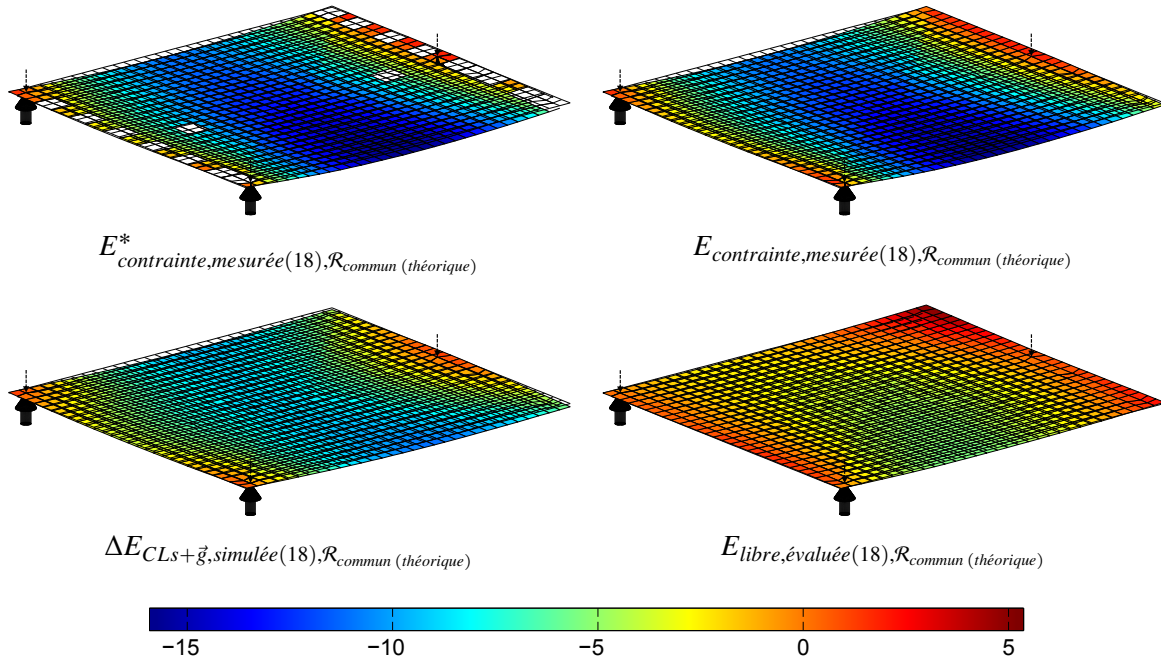 E*contrainte,mesurée(18),Rcommun (théorique)
Econtrainte,mesurée(18),Rcommun (théorique)
ΔECLs+g⃗,simulée(18),Rcommun (théorique)
Elibre,évaluée(18),Rcommun (théorique)
−15 −10 −5 0 5